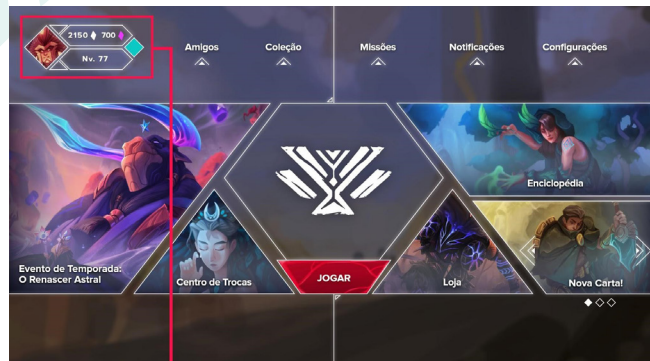 2150 700
Nv. 77
Amigos
Coleção
Missões
Notificações
Configurações
Enciclopédia
Evento de Temporada:
O Renascer Astral
Centro de Trocas
JOGAR
Loja
Nova Carta!